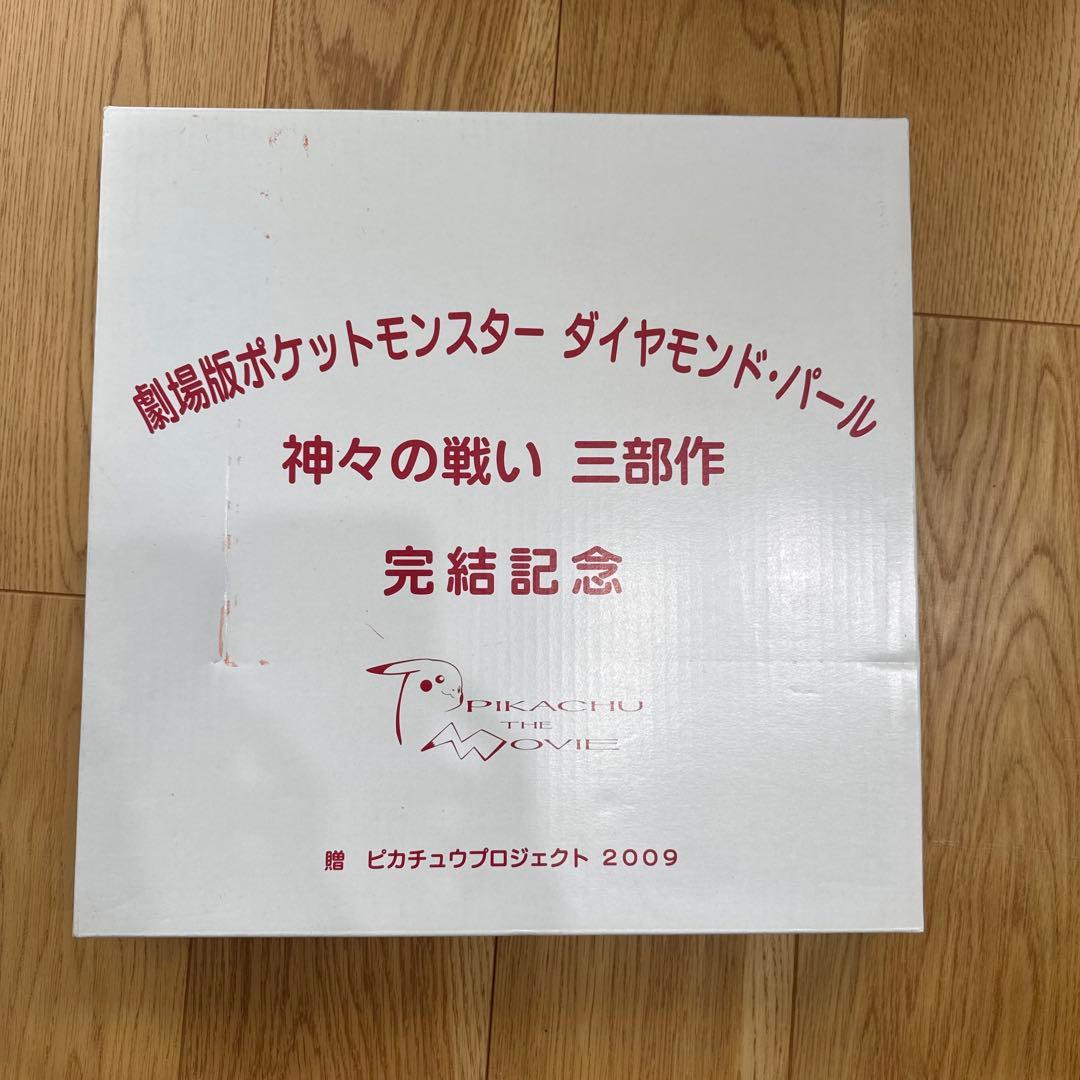 劇場版ポケットモンスター ダイヤモンド・パール
神々の戦い 三部作
完結記念
PIKACHU
THE
MOVIE
贈 ピカチュウプロジェクト 2009